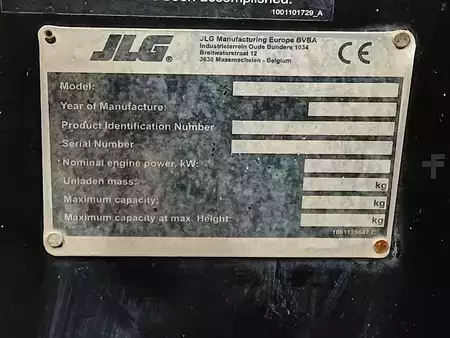 been accomplished.
1001101729_A
JLG®
JLG Manufacturing Europe BVBA
Industrieterrein Oude Bunders 1034
Breitwaterstraat 12
3630 Maasmechelen - Belgium
CE
Model:
Year of Manufacture:
Product Identification Number
Serial Number
Nominal engine power, kW:
Unladen mass: kg
Maximum capacity: kg
Maximum capacity at max. Height: kg